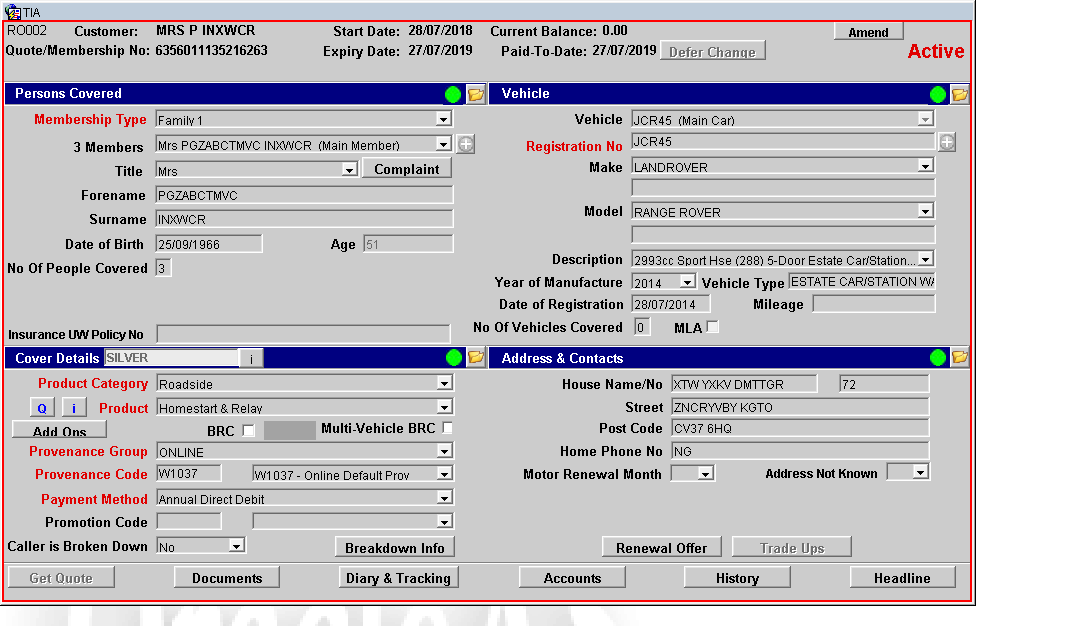 TIA
RO002 Customer: MRS P INXWCR Start Date: 28/07/2018 Current Balance: 0.00 Amend
Quote/Membership No: 6356011135216263 Expiry Date: 27/07/2019 Paid-To-Date: 27/07/2019 Defer Change Active
Persons Covered
Membership Type Family 1
3 Members Mrs PGZABCTMVC INXWCR (Main Member)
Title Mrs Complaint
Forename PGZABCTMVC
Surname INXWCR
Date of Birth 25/09/1966 Age 51
No Of People Covered 3
Insurance UW Policy No
Vehicle
Vehicle JCR45 (Main Car)
Registration No JCR45
Make LANDROVER
Model RANGE ROVER
Description 2993cc Sport Hse (288) 5-Door Estate Car/Station...
Year of Manufacture 2014 Vehicle Type ESTATE CAR/STATION WA
Date of Registration 28/07/2014 Mileage
No Of Vehicles Covered 0 MLA
Cover Details SILVER i
Product Category Roadside
Q i Product Homestart & Relay
Add Ons BRC Multi-Vehicle BRC
Provenance Group ONLINE
Provenance Code W1037 W1037 - Online Default Prov
Payment Method Annual Direct Debit
Promotion Code
Caller is Broken Down No Breakdown Info
Address & Contacts
House Name/No XTW YXKV DMTTGR 72
Street ZNCRYVBY KGTO
Post Code CV37 6HQ
Home Phone No NG
Motor Renewal Month Address Not Known
Renewal Offer Trade Ups
Get Quote Documents Diary & Tracking Accounts History Headline